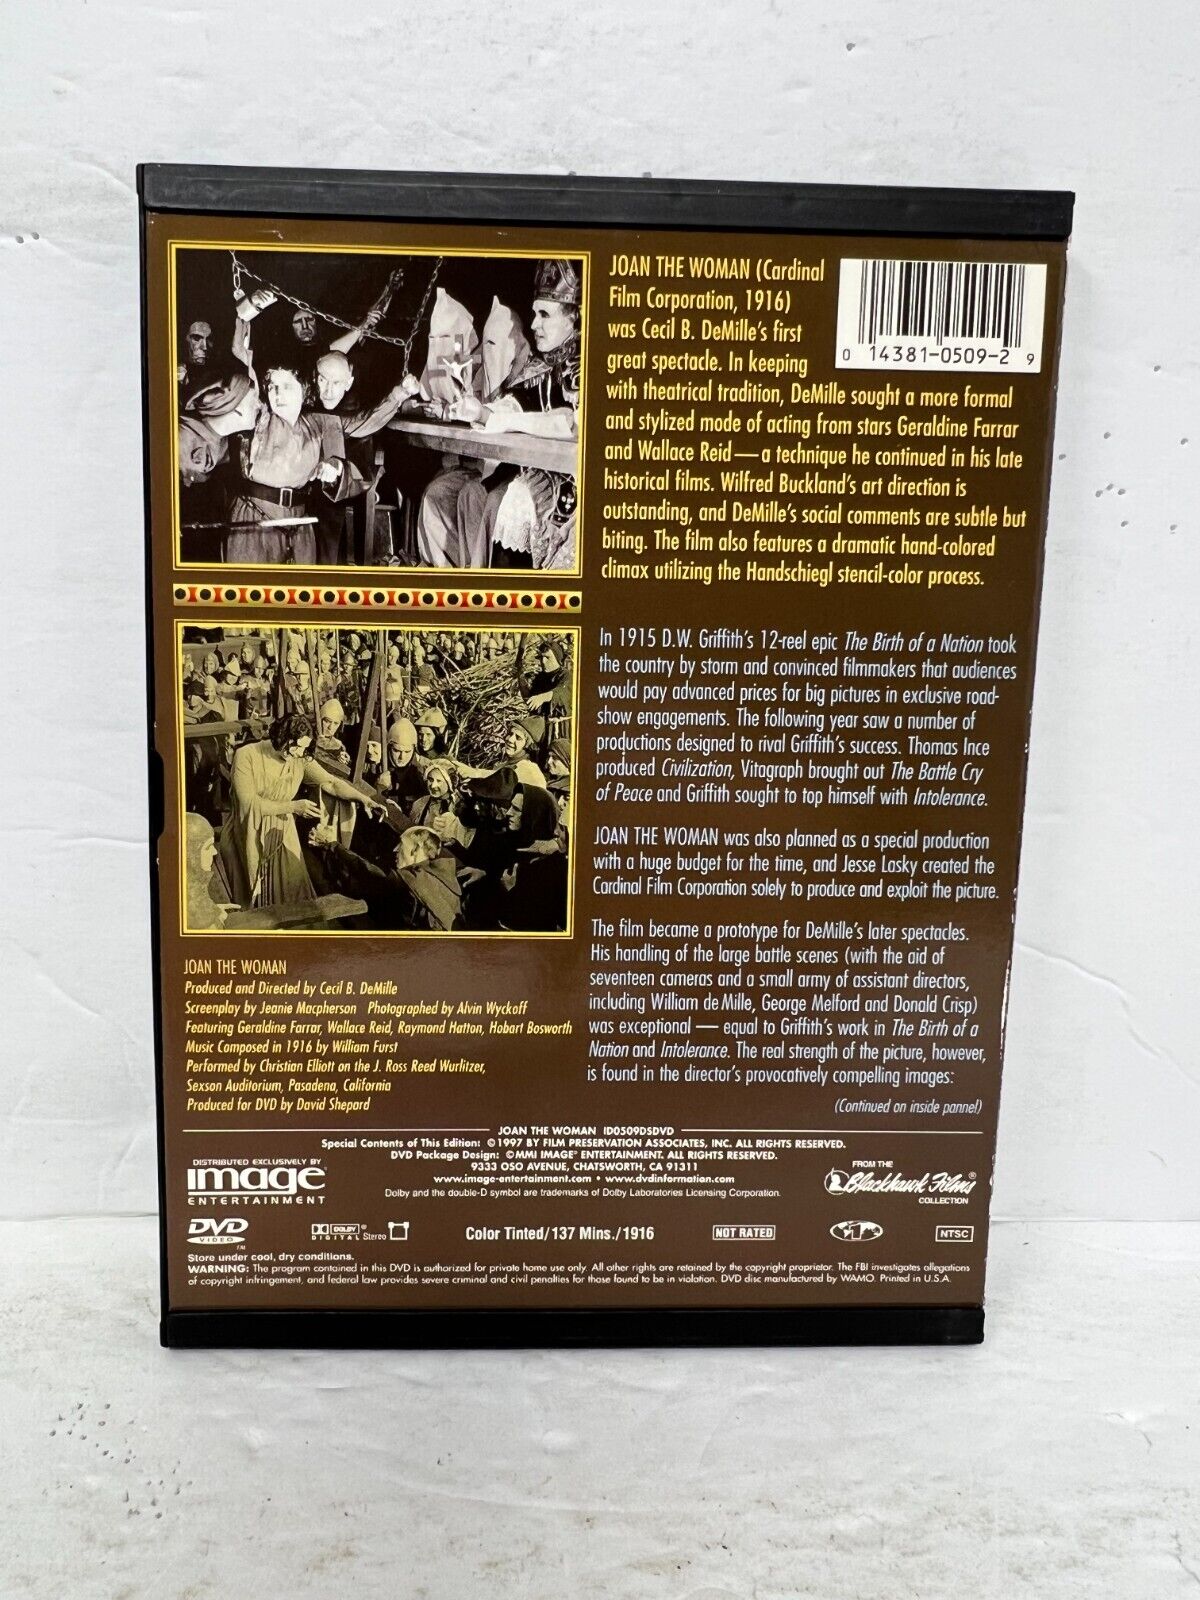 JOAN THE WOMAN (Cardinal
Film Corporation, 1916)
was Cecil B. DeMille's first
great spectacle. In keeping
with theatrical tradition, DeMille sought a more formal
and stylized mode of acting from stars Geraldine Farrar
and Wallace Reid—a technique he continued in his late
historical films. Wilfred Buckland's art direction is
outstanding, and DeMille's social comments are subtle but
biting. The film also features a dramatic hand-colored
climax utilizing the Handschiegl stencil-color process.
0 14381-0509-2 9
In 1915 D.W. Griffith's 12-reel epic The Birth of a Nation took
the country by storm and convinced filmmakers that audiences
would pay advanced prices for big pictures in exclusive road-
show engagements. The following year saw a number of
productions designed to rival Griffith's success. Thomas Ince
produced Civilization, Vitagraph brought out The Battle Cry
of Peace and Griffith sought to top himself with Intolerance.
JOAN THE WOMAN was also planned as a special production
with a huge budget for the time, and Jesse Lasky created the
Cardinal Film Corporation solely to produce and exploit the picture.
The film became a prototype for DeMille's later spectacles.
His handling of the large battle scenes (with the aid of
seventeen cameras and a small army of assistant directors,
including William de Mille, George Melford and Donald Crisp)
was exceptional — equal to Griffith's work in The Birth of a
Nation and Intolerance. The real strength of the picture, however,
is found in the director's provocatively compelling images:
(Continued on inside pannel)
JOAN THE WOMAN
Produced and Directed by Cecil B. DeMille
Screenplay by Jeanie Macpherson Photographed by Alvin Wyckoff
Featuring Geraldine Farrar, Wallace Reid, Raymond Hatton, Hobart Bosworth
Music Composed in 1916 by William Furst
Performed by Christian Elliott on the J. Ross Reed Wurlitzer,
Sexson Auditorium, Pasadena, California
Produced for DVD by David Shepard
JOAN THE WOMAN ID0509DSDVD
Special Contents of This Edition: ©1997 BY FILM PRESERVATION ASSOCIATES, INC. ALL RIGHTS RESERVED.
DVD Package Design: ©MMI IMAGE ENTERTAINMENT. ALL RIGHTS RESERVED.
9333 OSO AVENUE, CHATSWORTH, CA 91311
www.image-entertainment.com • www.dvdinformation.com
Dolby and the double-D symbol are trademarks of Dolby Laboratories Licensing Corporation.
DISTRIBUTED EXCLUSIVELY BY
image
ENTERTAINMENT
FROM THE
Blackhawk Films®
COLLECTION
DVD
VIDEO
TM
DOLBY®
DIGITAL Stereo
Color Tinted/137 Mins./1916
NOT RATED
NTSC
Store under cool, dry conditions.
WARNING: The program contained in this DVD is authorized for private home use only. All other rights are retained by the copyright proprietor. The FBI investigates allegations
of copyright infringement, and federal law provides severe criminal and civil penalties for those found to be in violation. DVD disc manufactured by WAMO. Printed in U.S.A.